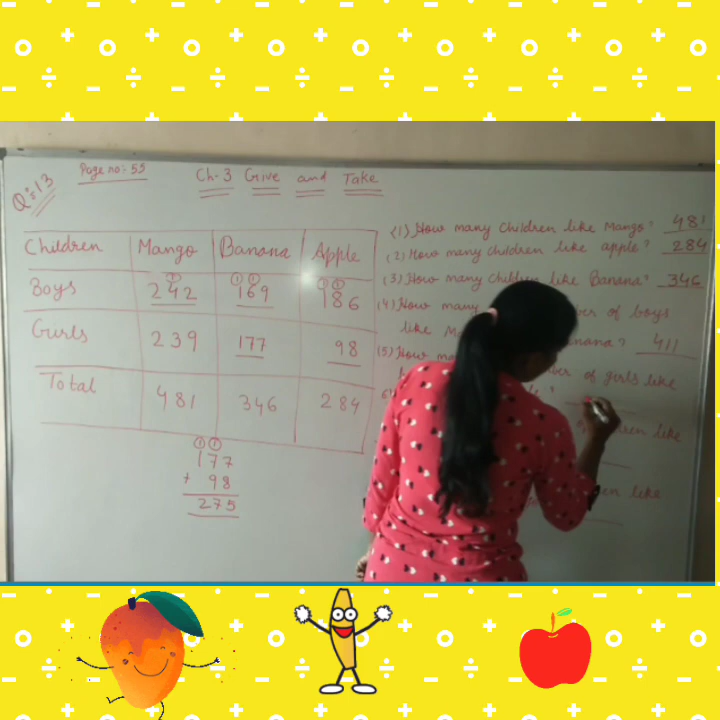 Q:s 13
Page no:- 53
Ch-3 Give and Take
Children Mango Banana Apple
Boys 242 169 186
Girls 239 177 98
Total 481 346 284
177
+ 98
275
(1) How many Children like Mango? 481
(2) How many children like apple? 284
(3) How many Children like Banana? 346
(4) How many of boys
like 411
(5) How
of girls like
like
like